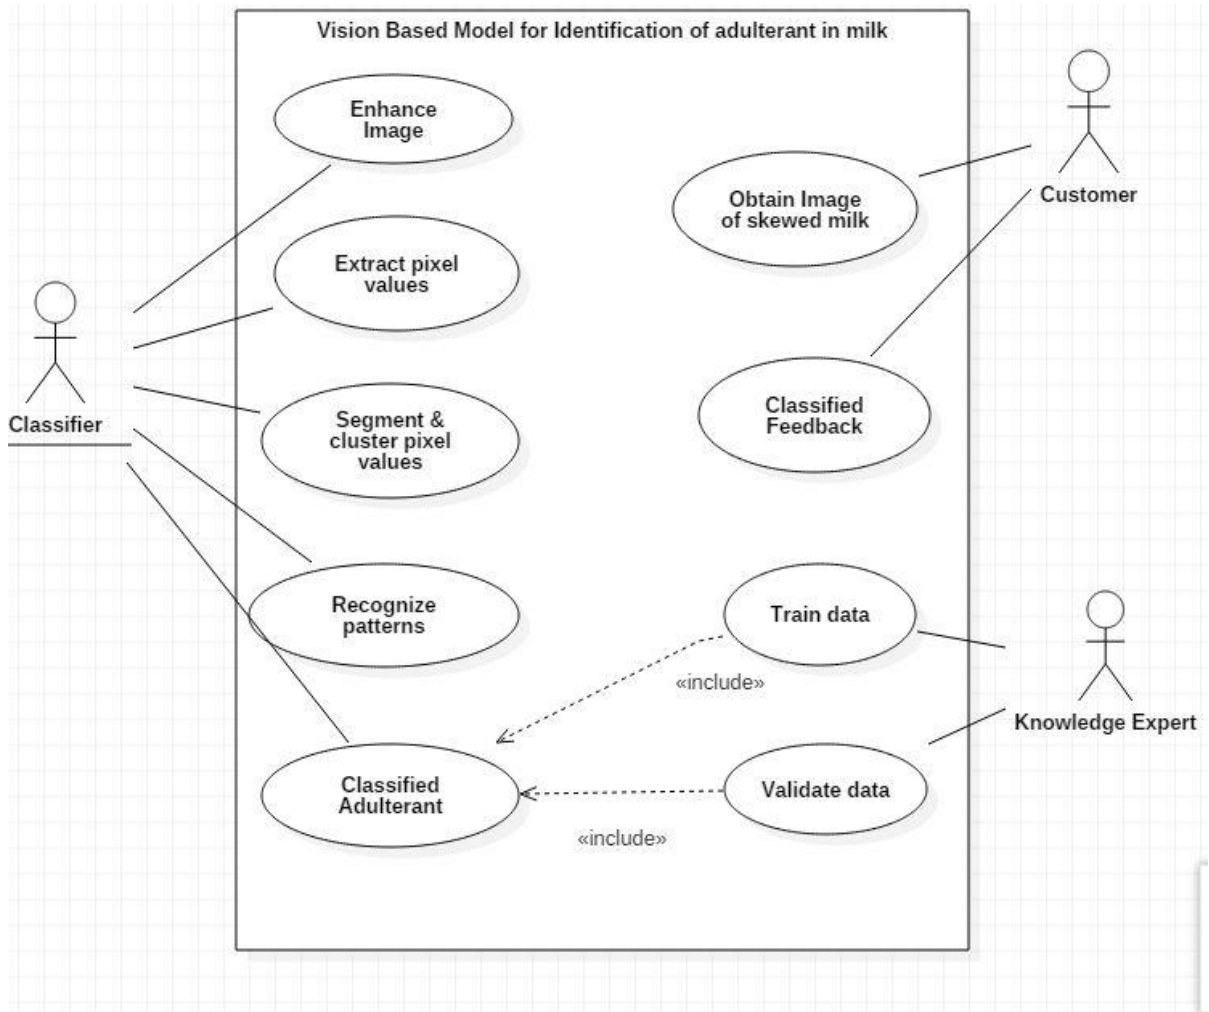 Vision Based Model for Identification of adulterant in milk
Enhance
Image
Extract pixel
values
Segment &
cluster pixel
values
Recognize
patterns
Classified
Adulterant
Obtain Image
of skewed milk
Classified
Feedback
Train data
Validate data
«include»
«include»
Classifier
Customer
Knowledge Expert